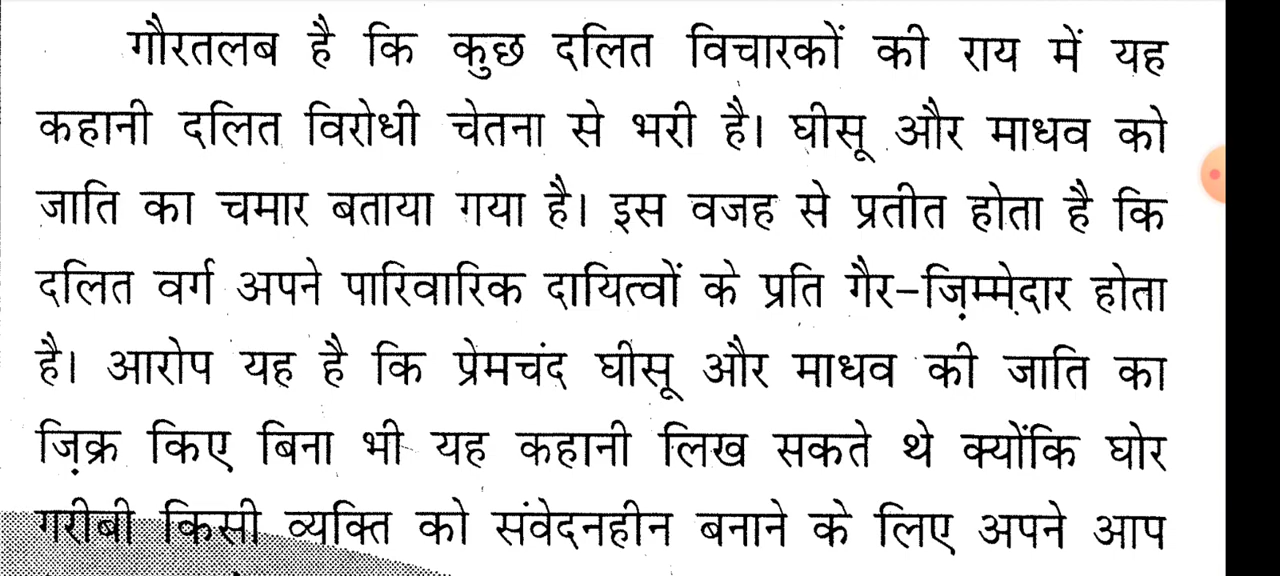 गौरतलब है कि कुछ दलित विचारकों की राय में यह
कहानी दलित विरोधी चेतना से भरी है। घीसू और माधव को
जाति का चमार बताया गया है। इस वजह से प्रतीत होता है कि
दलित वर्ग अपने पारिवारिक दायित्वों के प्रति गैर-ज़िम्मेदार होता
है। आरोप यह है कि प्रेमचंद घीसू और माधव की जाति का
ज़िक्र किए बिना भी यह कहानी लिख सकते थे क्योंकि घोर
गरीबी किसी व्यक्ति को संवेदनहीन बनाने के लिए अपने आप